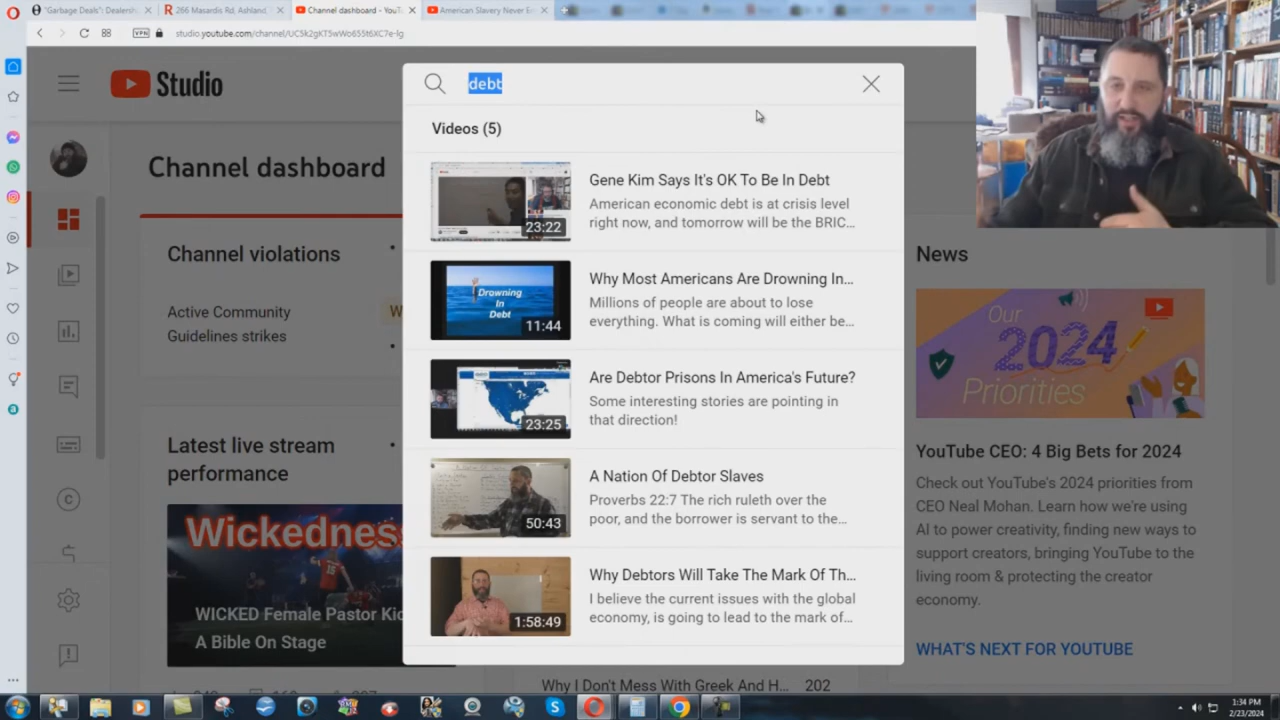 "Garbage Deals": Dealersh
266 Masardis Rd, Ashland,
Channel dashboard - YouT
American Slavery Never En
VPN
studio.youtube.com/channel/UC5k2gKT5wWo655f6XC7e-Ig
Studio
debt
Channel dashboard
Videos (5)
Gene Kim Says It's OK To Be In Debt
American economic debt is at crisis level
right now, and tomorrow will be the BRIC...
23:22
Why Most Americans Are Drowning In...
Millions of people are about to lose
everything. What is coming will either be...
Drowning
In
Debt
11:44
Are Debtor Prisons In America's Future?
Some interesting stories are pointing in
that direction!
23:25
A Nation Of Debtor Slaves
Proverbs 22:7 The rich ruleth over the
poor, and the borrower is servant to the...
50:43
Why Debtors Will Take The Mark Of Th...
I believe the current issues with the global
economy, is going to lead to the mark of...
1:58:49
Channel violations
Active Community
Guidelines strikes
W
Latest live stream
performance
Wickednes
WICKED Female Pastor Kic
A Bible On Stage
Why I Don't Mess With Greek And H... 202
News
Our
2024
Priorities
YouTube CEO: 4 Big Bets for 2024
Check out YouTube's 2024 priorities from
CEO Neal Mohan. Learn how we're using
AI to power creativity, finding new ways to
support creators, bringing YouTube to the
living room & protecting the creator
economy.
WHAT'S NEXT FOR YOUTUBE
1:34 PM
2/23/2024